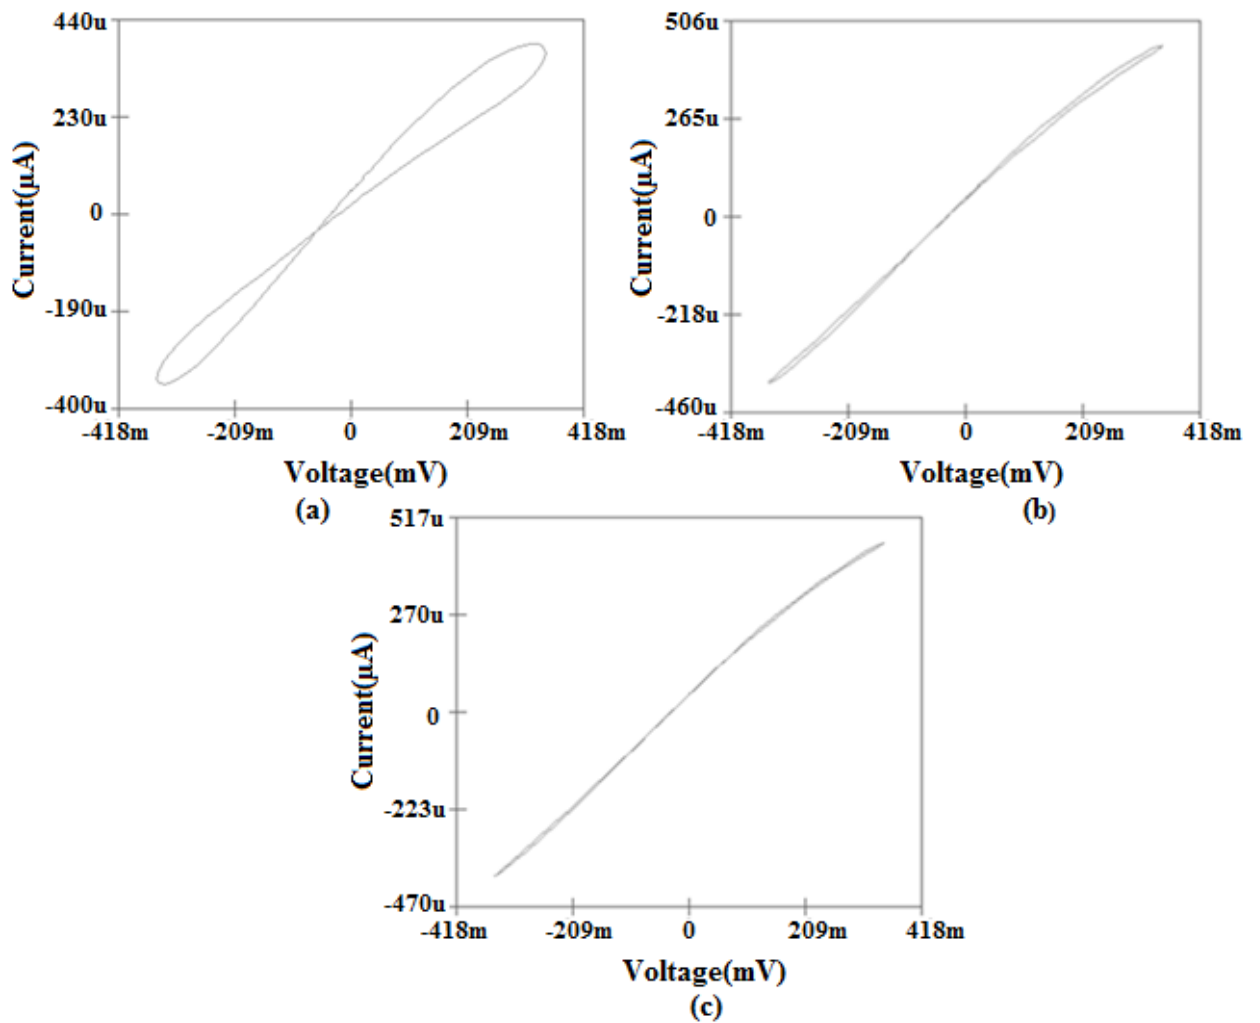 440u
230u
0
-190u
-400u
Current(µA)
-418m -209m 0 209m 418m
Voltage(mV)
(a)
506u
265u
0
-218u
-460u
Current(µA)
-418m -209m 0 209m 418m
Voltage(mV)
(b)
517u
270u
0
-223u
-470u
Current(µA)
-418m -209m 0 209m 418m
Voltage(mV)
(c)